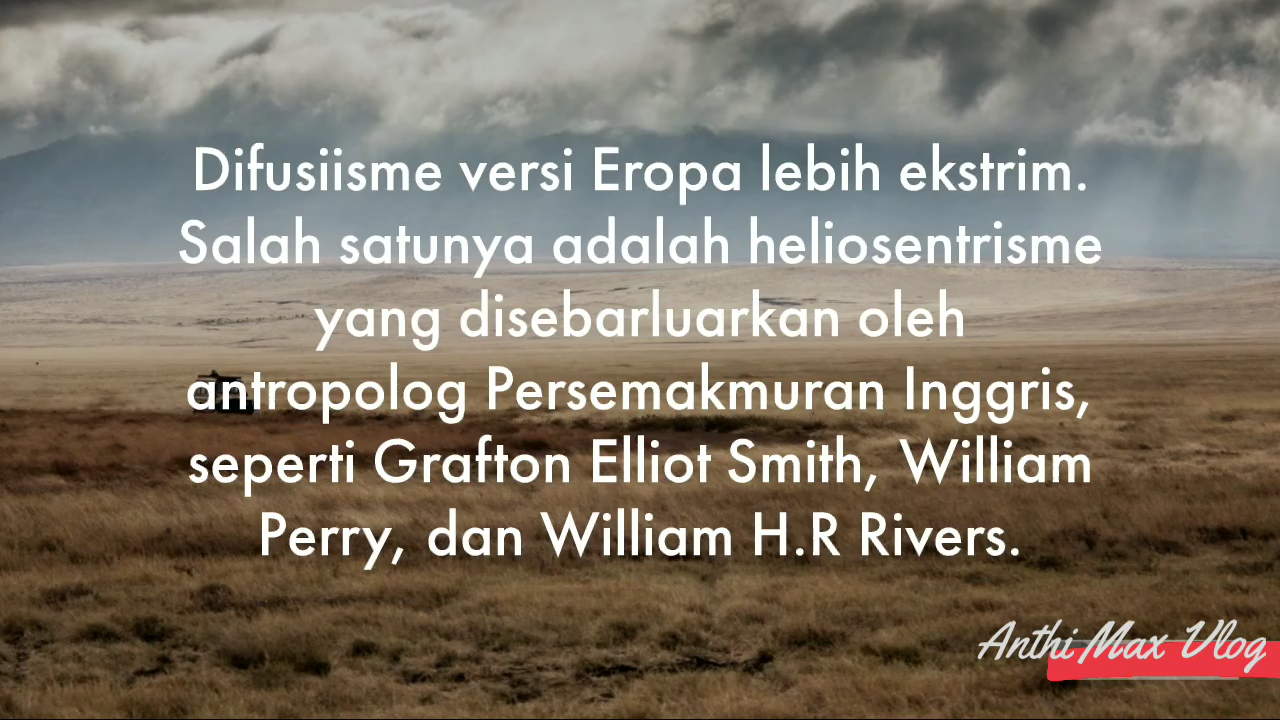 Difusiisme versi Eropa lebih ekstrim.
Salah satunya adalah heliosentrisme
yang disebarluarkan oleh
antropolog Persemakmuran Inggris,
seperti Grafton Elliot Smith, William
Perry, dan William H.R Rivers.
Anthi Max Vlog